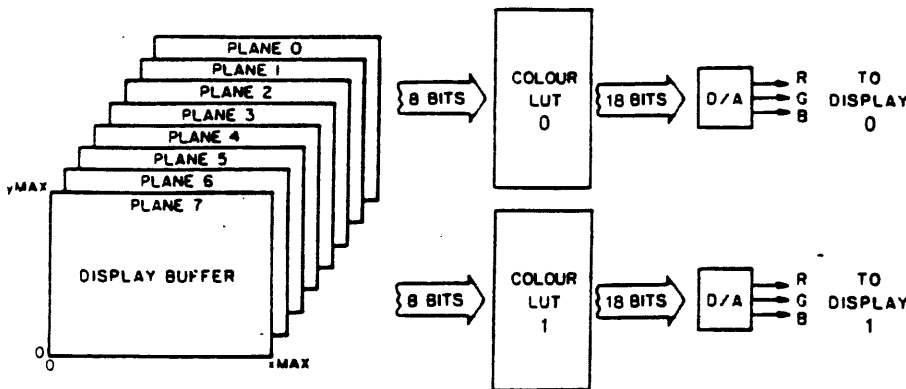 PLANE 0
PLANE 1
PLANE 2
PLANE 3
PLANE 4
PLANE 5
PLANE 6
PLANE 7
DISPLAY BUFFER
yMAX
0
0
xMAX
8 BITS
COLOUR
LUT
0
18 BITS
D/A
R
G
B
TO
DISPLAY
0
8 BITS
COLOUR
LUT
1
18 BITS
D/A
R
G
B
TO
DISPLAY
1